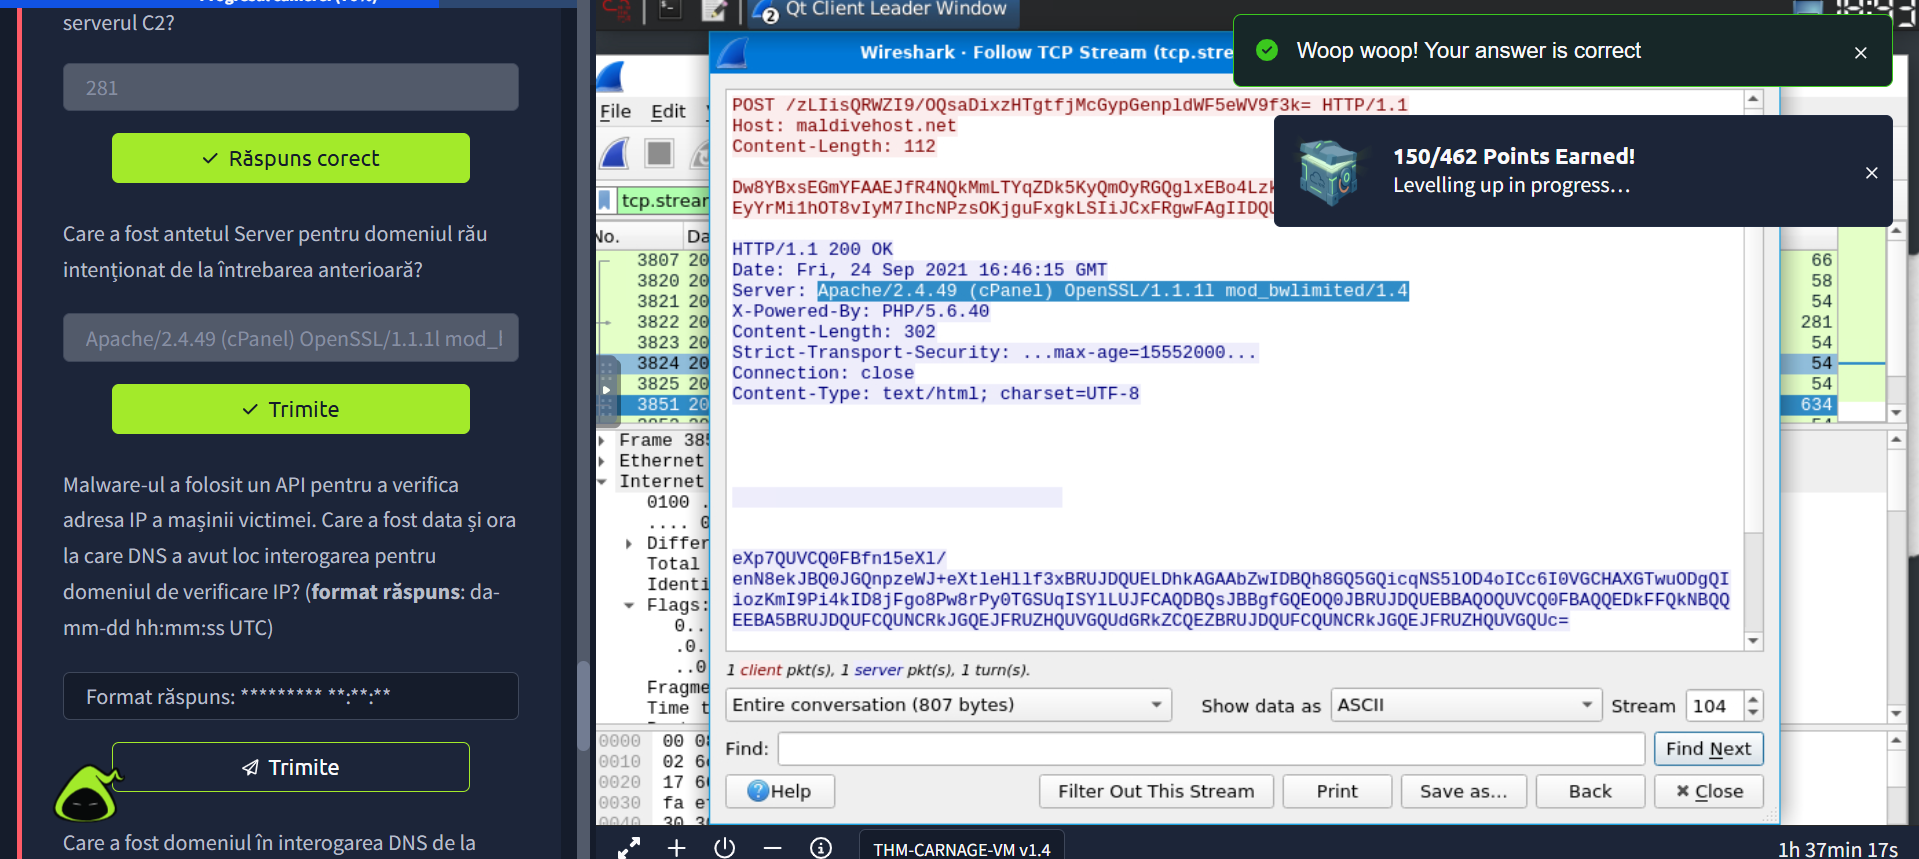 serverul C2?
281
Răspuns corect
Care a fost antetul Server pentru domeniul rău
intenționat de la întrebarea anterioară?
Apache/2.4.49 (cPanel) OpenSSL/1.1.1l mod_l
Trimite
Malware-ul a folosit un API pentru a verifica
adresa IP a mașinii victimei. Care a fost data și ora
la care DNS a avut loc interogarea pentru
domeniul de verificare IP? (format răspuns: da-
mm-dd hh:mm:ss UTC)
Format răspuns: ********* **:**:**
Trimite
Care a fost domeniul în interogarea DNS de la
2 Qt Client Leader Window
Wireshark · Follow TCP Stream (tcp.stre
Woop woop! Your answer is correct
150/462 Points Earned!
Levelling up in progress...
File Edit
tcp.strear
No. Da
3807 20 66
3820 20 58
3821 20 54
3822 20 281
3823 20 54
3824 20 54
3825 20 54
3851 20 634
POST /zLIisQRWZI9/OQsaDixzHTgtfjMcGypGenpldWF5eWV9f3k= HTTP/1.1
Host: maldivehost.net
Content-Length: 112
HTTP/1.1 200 OK
Date: Fri, 24 Sep 2021 16:46:15 GMT
Server: Apache/2.4.49 (cPanel) OpenSSL/1.1.1l mod_bwlimited/1.4
X-Powered-By: PHP/5.6.40
Content-Length: 302
Strict-Transport-Security: ...max-age=15552000...
Connection: close
Content-Type: text/html; charset=UTF-8
eXp7QUVCQ0FBfn15eXl/
Frame 385
Ethernet
Internet
0100 .
.... 0
Differ
Total
Identi
Flags:
0..
.0.
..0
Fragme
Time t
0000 00 08
0010 02 6c
0020 17 66
0030 fa ef
1 client pkt(s), 1 server pkt(s), 1 turn(s).
Entire conversation (807 bytes) Show data as ASCII Stream 104
Find: Find Next
Help Filter Out This Stream Print Save as... Back Close
THM-CARNAGE-VM v1.4
1h 37min 17s